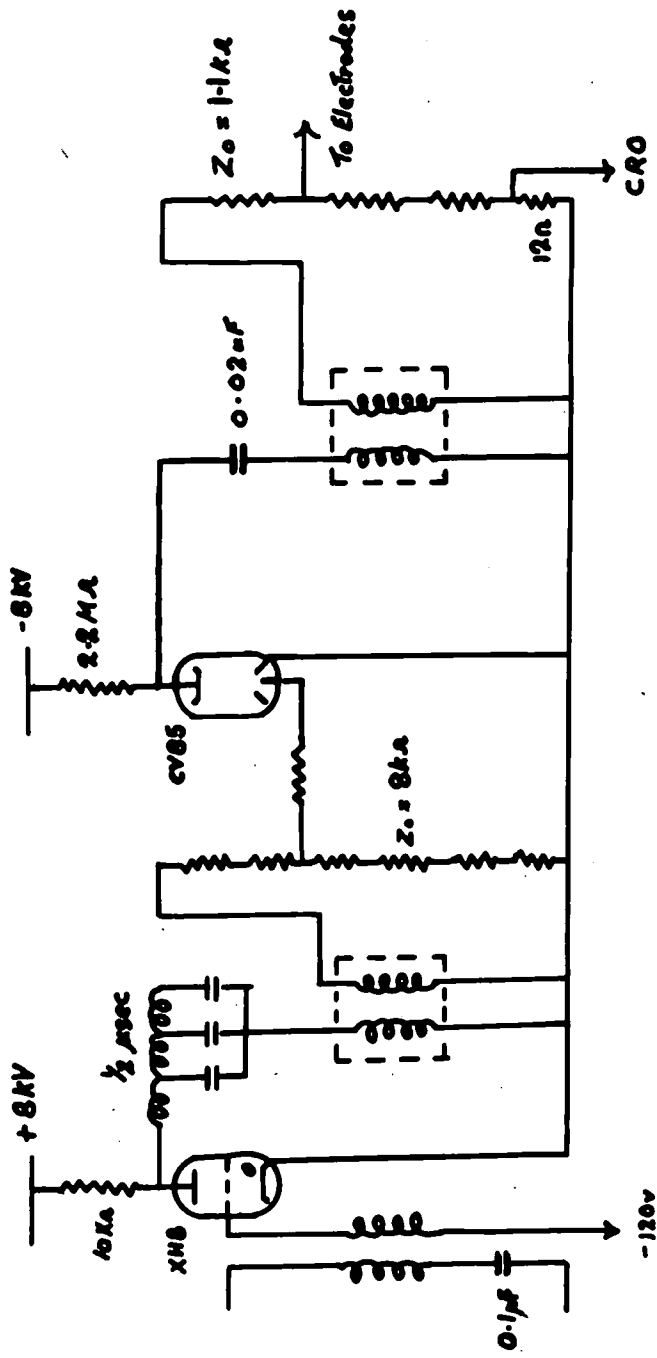 +8kV
-8kV
10KΩ
½ µsec
2·2MΩ
Z₀ = 1·1kΩ
XH8
CV85
0·02uF
To Electrodes
Z₀ = 8kΩ
12Ω
0·1µF
-120v
CRO